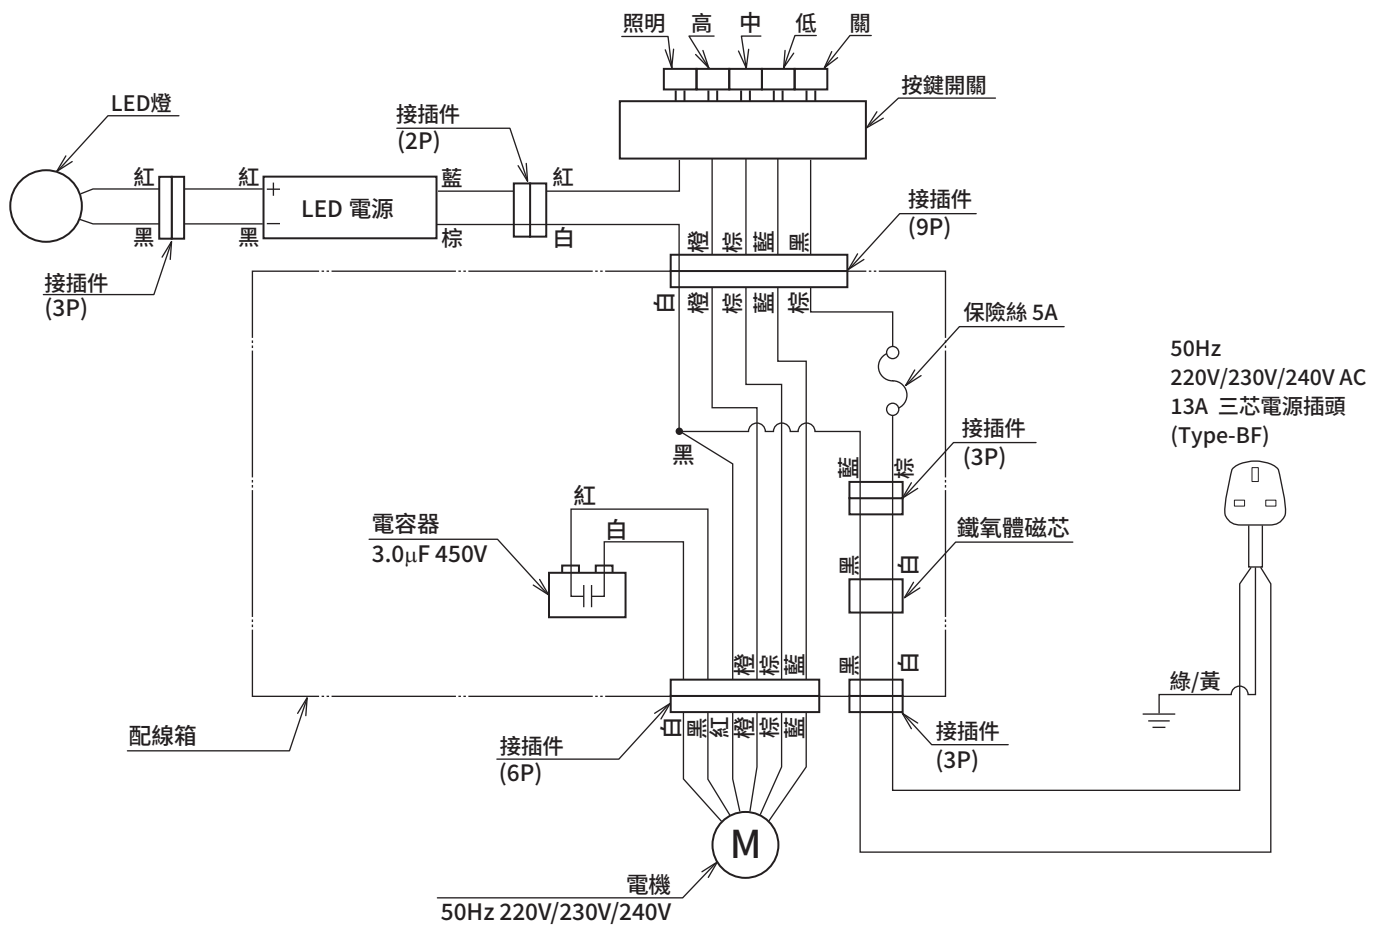 照明 高 中 低 關
按鍵開關
LED燈
接插件
(2P)
紅 紅 藍 紅
+
LED 電源
−
黑 黑 棕 白
接插件
(3P)
接插件
(9P)
橙 棕 藍 黑
白 橙 棕 藍 棕
保險絲 5A
50Hz
220V/230V/240V AC
13A 三芯電源插頭
(Type-BF)
接插件
(3P)
黑
藍 棕
紅
白
電容器
3.0μF 450V
鐵氧體磁芯
黑 白
橙 棕 藍
黑 白
綠/黃
配線箱
白 黑 紅 橙 棕 藍
接插件
(6P)
接插件
(3P)
M
電機
50Hz 220V/230V/240V